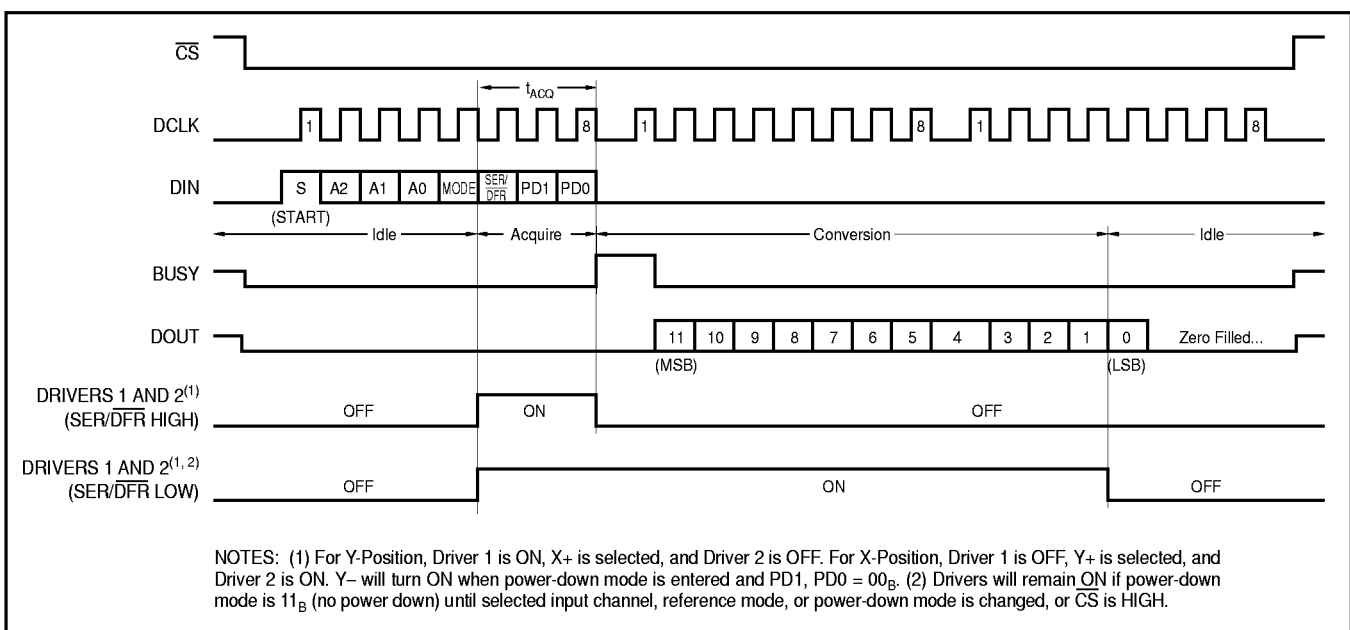 CS
tACQ
DCLK 1 8 1 8 1 8
DIN S A2 A1 A0 MODE SER/DFR PD1 PD0
(START)
Idle Acquire Conversion Idle
BUSY
DOUT 11 10 9 8 7 6 5 4 3 2 1 0 Zero Filled...
(MSB) (LSB)
DRIVERS 1 AND 2(1)
(SER/DFR HIGH) OFF ON OFF
DRIVERS 1 AND 2(1, 2)
(SER/DFR LOW) OFF ON OFF
NOTES: (1) For Y-Position, Driver 1 is ON, X+ is selected, and Driver 2 is OFF. For X-Position, Driver 1 is OFF, Y+ is selected, and
Driver 2 is ON. Y– will turn ON when power-down mode is entered and PD1, PD0 = 00B. (2) Drivers will remain ON if power-down
mode is 11B (no power down) until selected input channel, reference mode, or power-down mode is changed, or CS is HIGH.